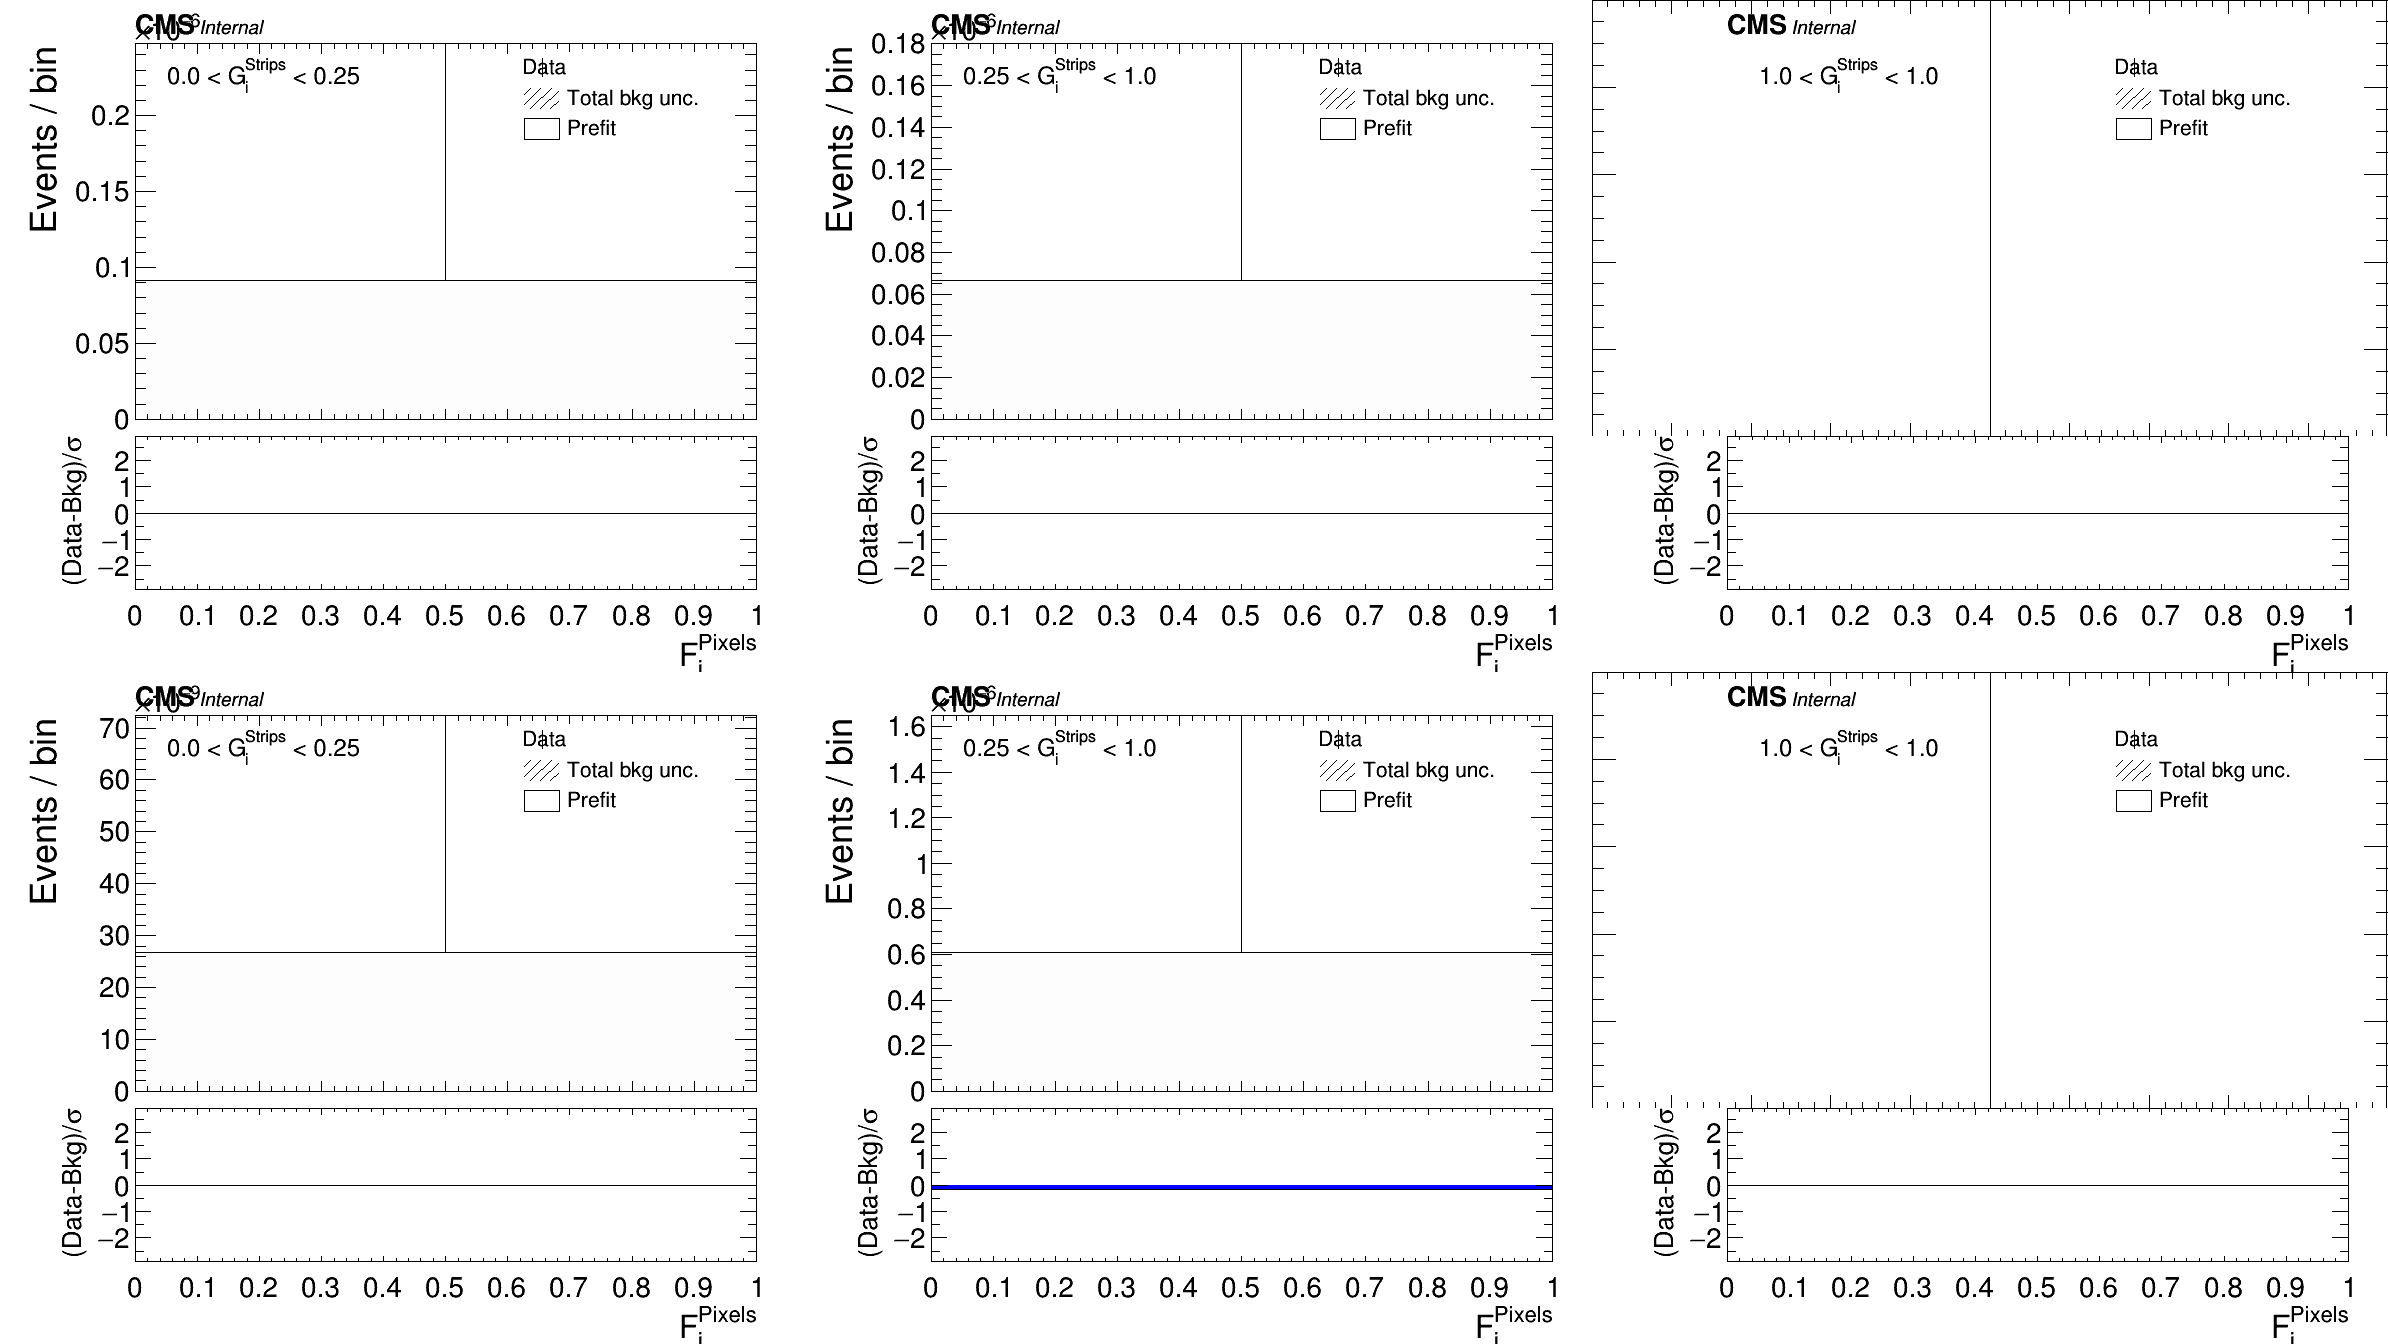 CMS Internal
Events / bin
0.0 < G_i^Strips < 0.25
Data
Total bkg unc.
Prefit
0.2
0.15
0.1
0.05
0
(Data-Bkg)/σ
2
1
0
−1
−2
0 0.1 0.2 0.3 0.4 0.5 0.6 0.7 0.8 0.9 1
F_i^Pixels
CMS Internal
Events / bin
0.25 < G_i^Strips < 1.0
Data
Total bkg unc.
Prefit
0.18
0.16
0.14
0.12
0.1
0.08
0.06
0.04
0.02
0
(Data-Bkg)/σ
2
1
0
−1
−2
0 0.1 0.2 0.3 0.4 0.5 0.6 0.7 0.8 0.9 1
F_i^Pixels
CMS Internal
1.0 < G_i^Strips < 1.0
Data
Total bkg unc.
Prefit
(Data-Bkg)/σ
2
1
0
−1
−2
0 0.1 0.2 0.3 0.4 0.5 0.6 0.7 0.8 0.9 1
F_i^Pixels
CMS Internal
Events / bin
0.0 < G_i^Strips < 0.25
Data
Total bkg unc.
Prefit
70
60
50
40
30
20
10
0
(Data-Bkg)/σ
2
1
0
−1
−2
0 0.1 0.2 0.3 0.4 0.5 0.6 0.7 0.8 0.9 1
F_i^Pixels
CMS Internal
Events / bin
0.25 < G_i^Strips < 1.0
Data
Total bkg unc.
Prefit
1.6
1.4
1.2
1
0.8
0.6
0.4
0.2
0
(Data-Bkg)/σ
2
1
0
−1
−2
0 0.1 0.2 0.3 0.4 0.5 0.6 0.7 0.8 0.9 1
F_i^Pixels
CMS Internal
1.0 < G_i^Strips < 1.0
Data
Total bkg unc.
Prefit
(Data-Bkg)/σ
2
1
0
−1
−2
0 0.1 0.2 0.3 0.4 0.5 0.6 0.7 0.8 0.9 1
F_i^Pixels